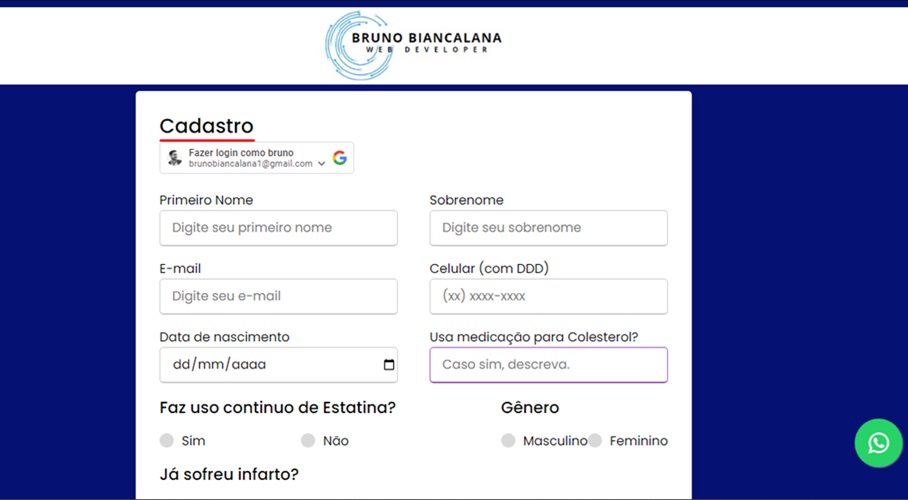 BRUNO BIANCALANA
WEB DEVELOPER
Cadastro
Fazer login como bruno
brunobiancalana1@gmail.com
Primeiro Nome
Sobrenome
Digite seu primeiro nome
Digite seu sobrenome
E-mail
Celular (com DDD)
Digite seu e-mail
(xx) xxxx-xxxx
Data de nascimento
Usa medicação para Colesterol?
dd/mm/aaaa
Caso sim, descreva.
Faz uso continuo de Estatina?
Gênero
Sim
Não
Masculino
Feminino
Já sofreu infarto?